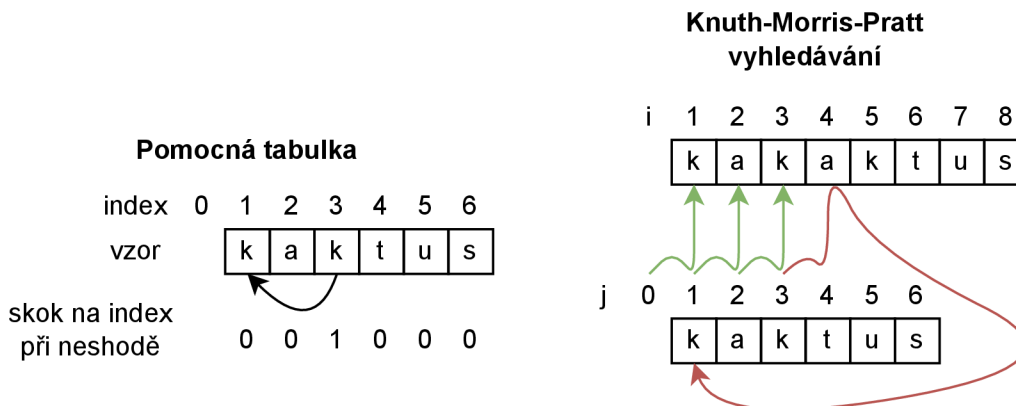 Pomocná tabulka
index 0 1 2 3 4 5 6
vzor k a k t u s
skok na index
při neshodě 0 0 1 0 0 0
Knuth-Morris-Pratt
vyhledávání
i 1 2 3 4 6 6 7 8
k a k a k t u s
j 0 1 2 3 4 5 6
k a k t u s